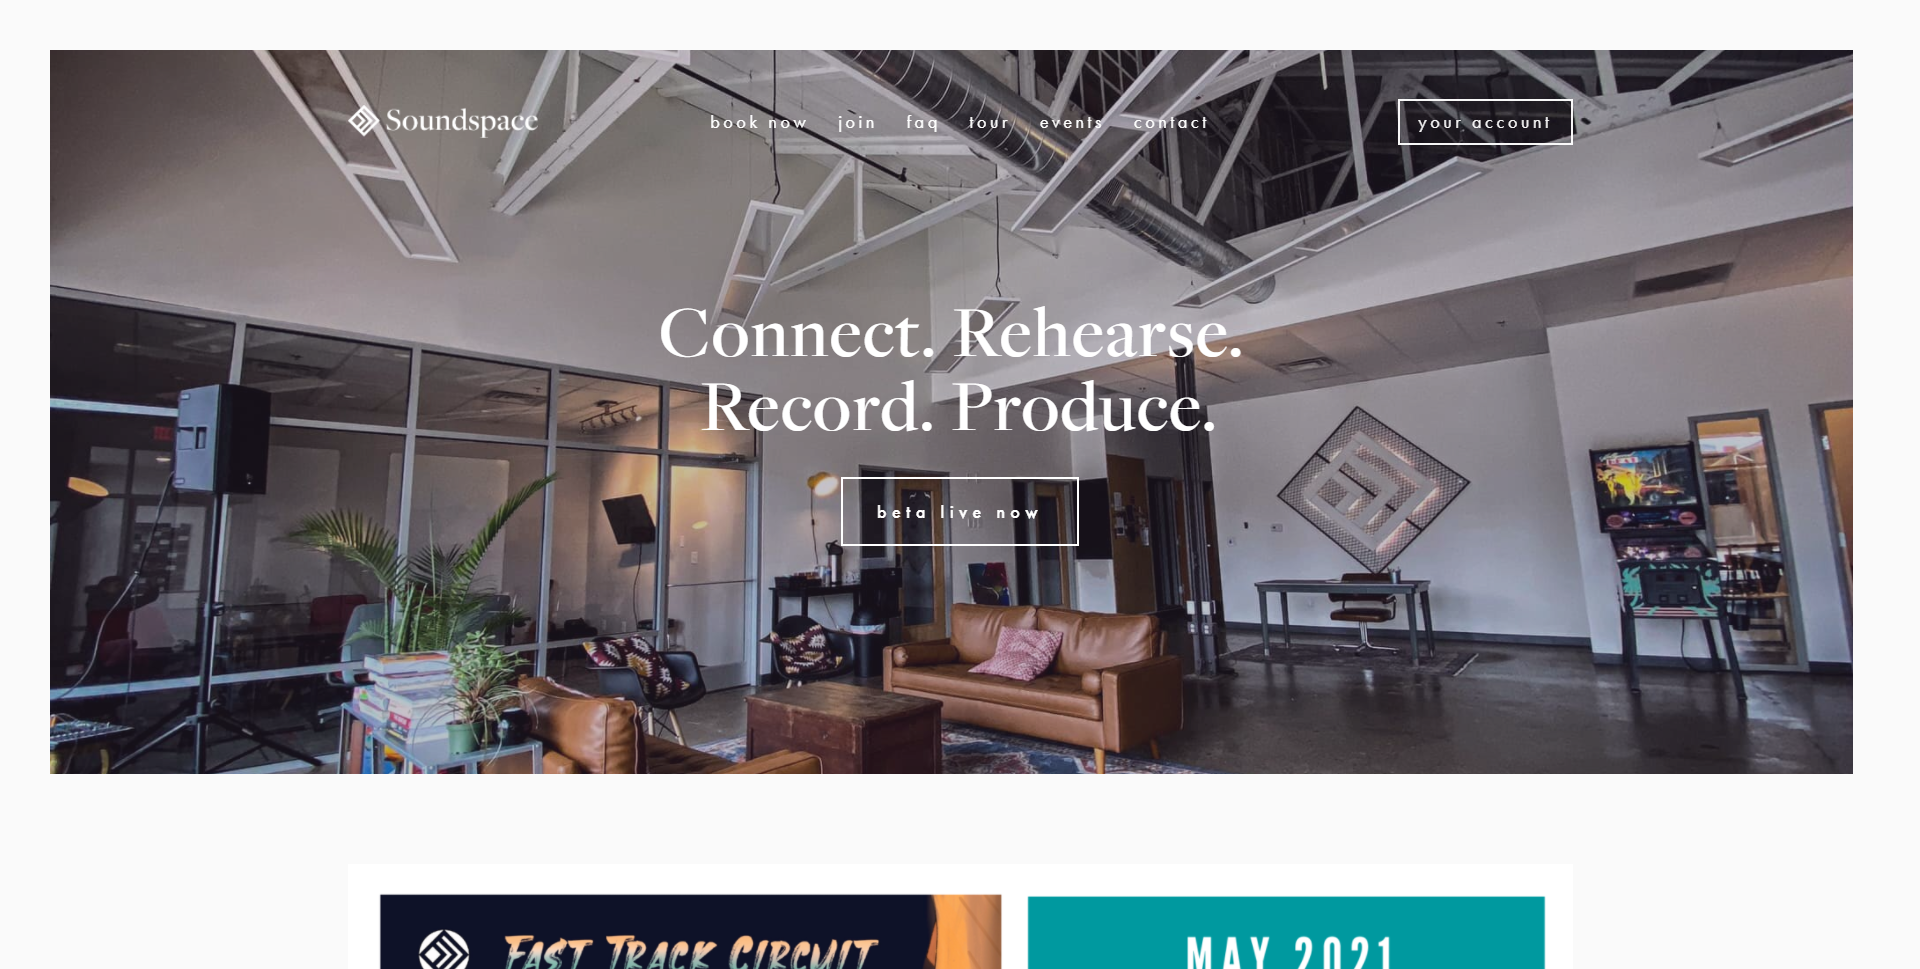 Soundspace
book now join faq tour events contact
your account
Connect. Rehearse.
Record. Produce.
beta live now
FAST TRACK CIRCUIT
MAY 2021